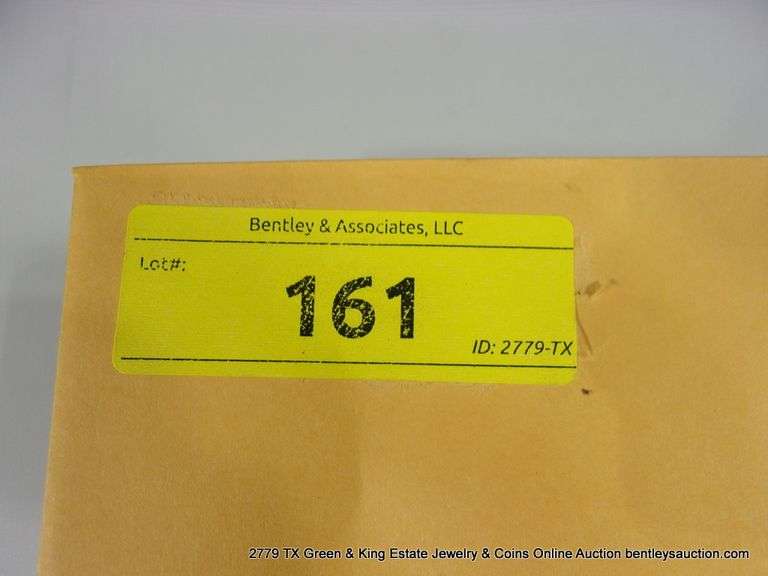 Bentley & Associates, LLC
Lot#:
161
ID: 2779-TX
2779 TX Green & King Estate Jewelry & Coins Online Auction bentleysauction.com